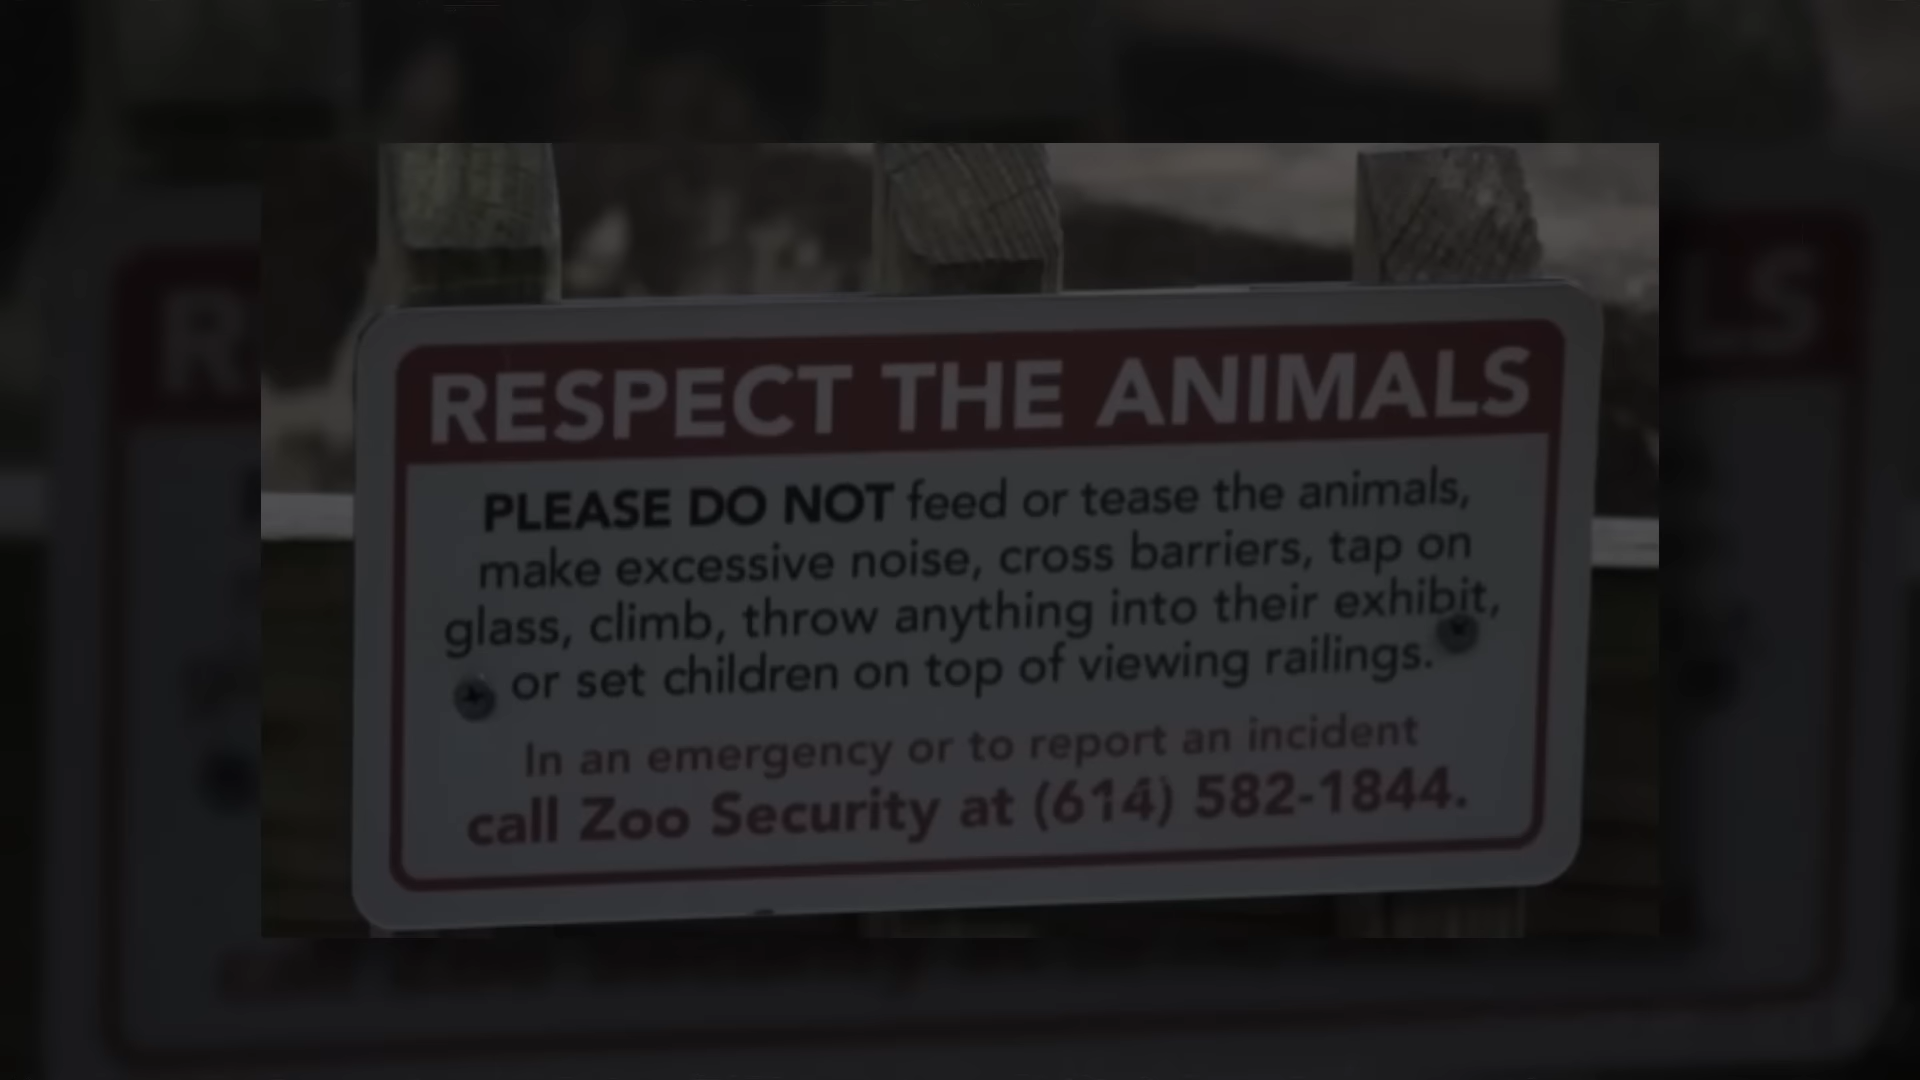 RESPECT THE ANIMALS
PLEASE DO NOT feed or tease the animals,
make excessive noise, cross barriers, tap on
glass, climb, throw anything into their exhibit,
or set children on top of viewing railings.
In an emergency or to report an incident
call Zoo Security at (614) 582-1844.